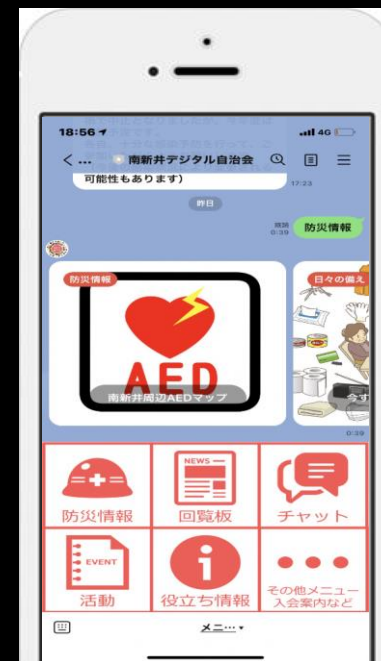 18:56
4G
< ... 南新井デジタル自治会
可能性もあります）
17:23
昨日
既読
0:39
防災情報
防災情報
AED
南新井周辺AEDマップ
日々の備え
今す
0:39
防災情報
NEWS
回覧板
チャット
EVENT
活動
役立ち情報
その他メニュー
入会案内など
メニ…▼